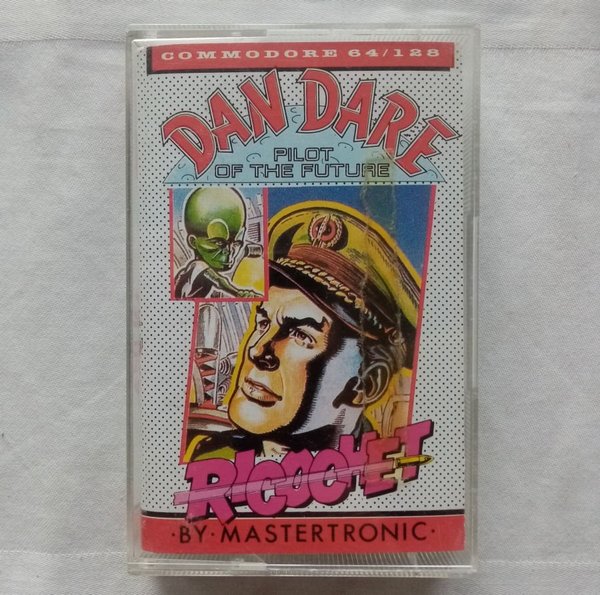 COMMODORE 64/128
DAN DARE
PILOT
OF THE FUTURE
RICOCHET
·BY·MASTERTRONIC·